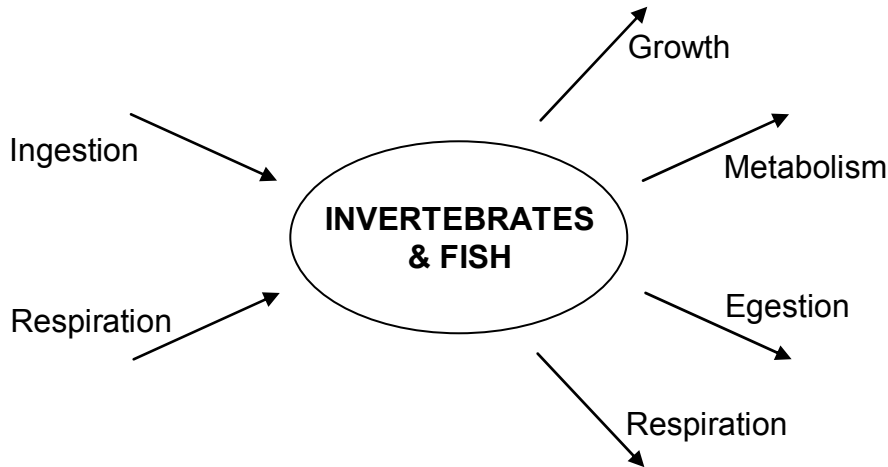 Growth
Ingestion
Metabolism
INVERTEBRATES
& FISH
Respiration
Egestion
Respiration